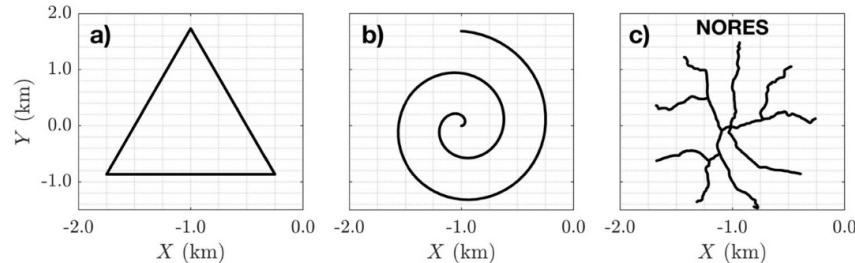 a)
b)
c)
NORES
2.0
1.0
0.0
-1.0
Y (km)
-2.0 -1.0 0.0
X (km)
-2.0 -1.0 0.0
X (km)
-2.0 -1.0 0.0
X (km)